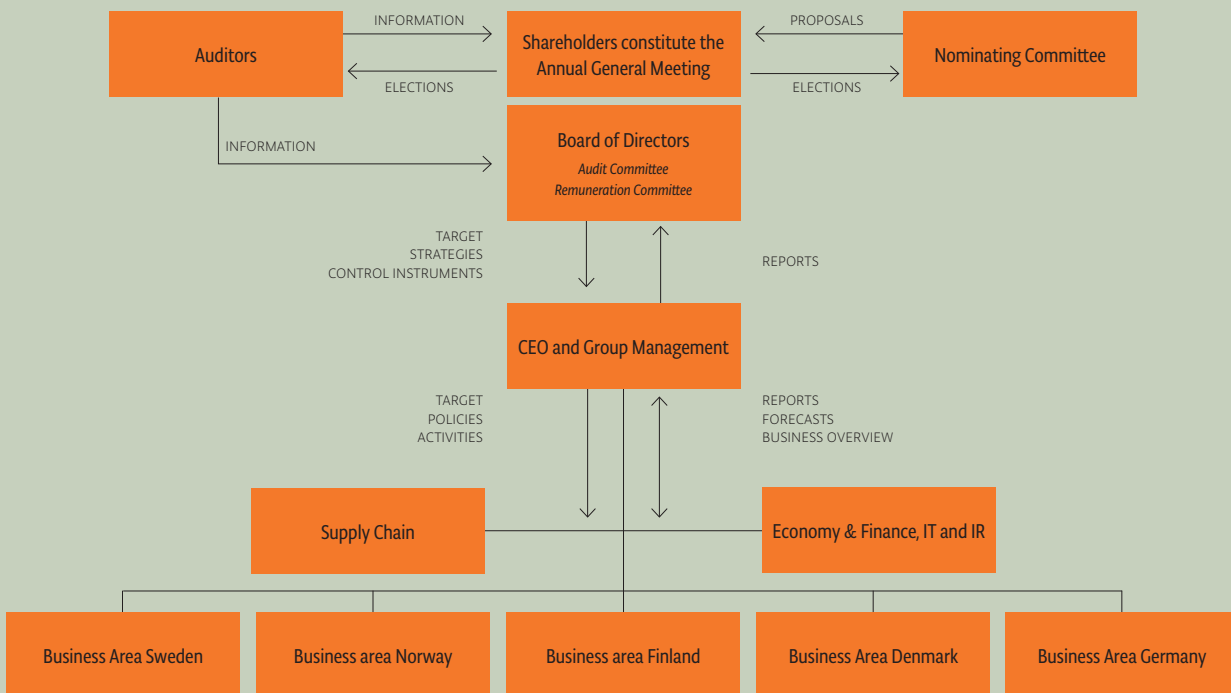 INFORMATION
PROPOSALS
Auditors
Shareholders constitute the
Annual General Meeting
Nominating Committee
ELECTIONS
ELECTIONS
INFORMATION
Board of Directors
Audit Committee
Remuneration Committee
TARGET
STRATEGIES
CONTROL INSTRUMENTS
REPORTS
CEO and Group Management
TARGET
POLICIES
ACTIVITIES
REPORTS
FORECASTS
BUSINESS OVERVIEW
Supply Chain
Economy & Finance, IT and IR
Business Area Sweden
Business area Norway
Business area Finland
Business Area Denmark
Business Area Germany